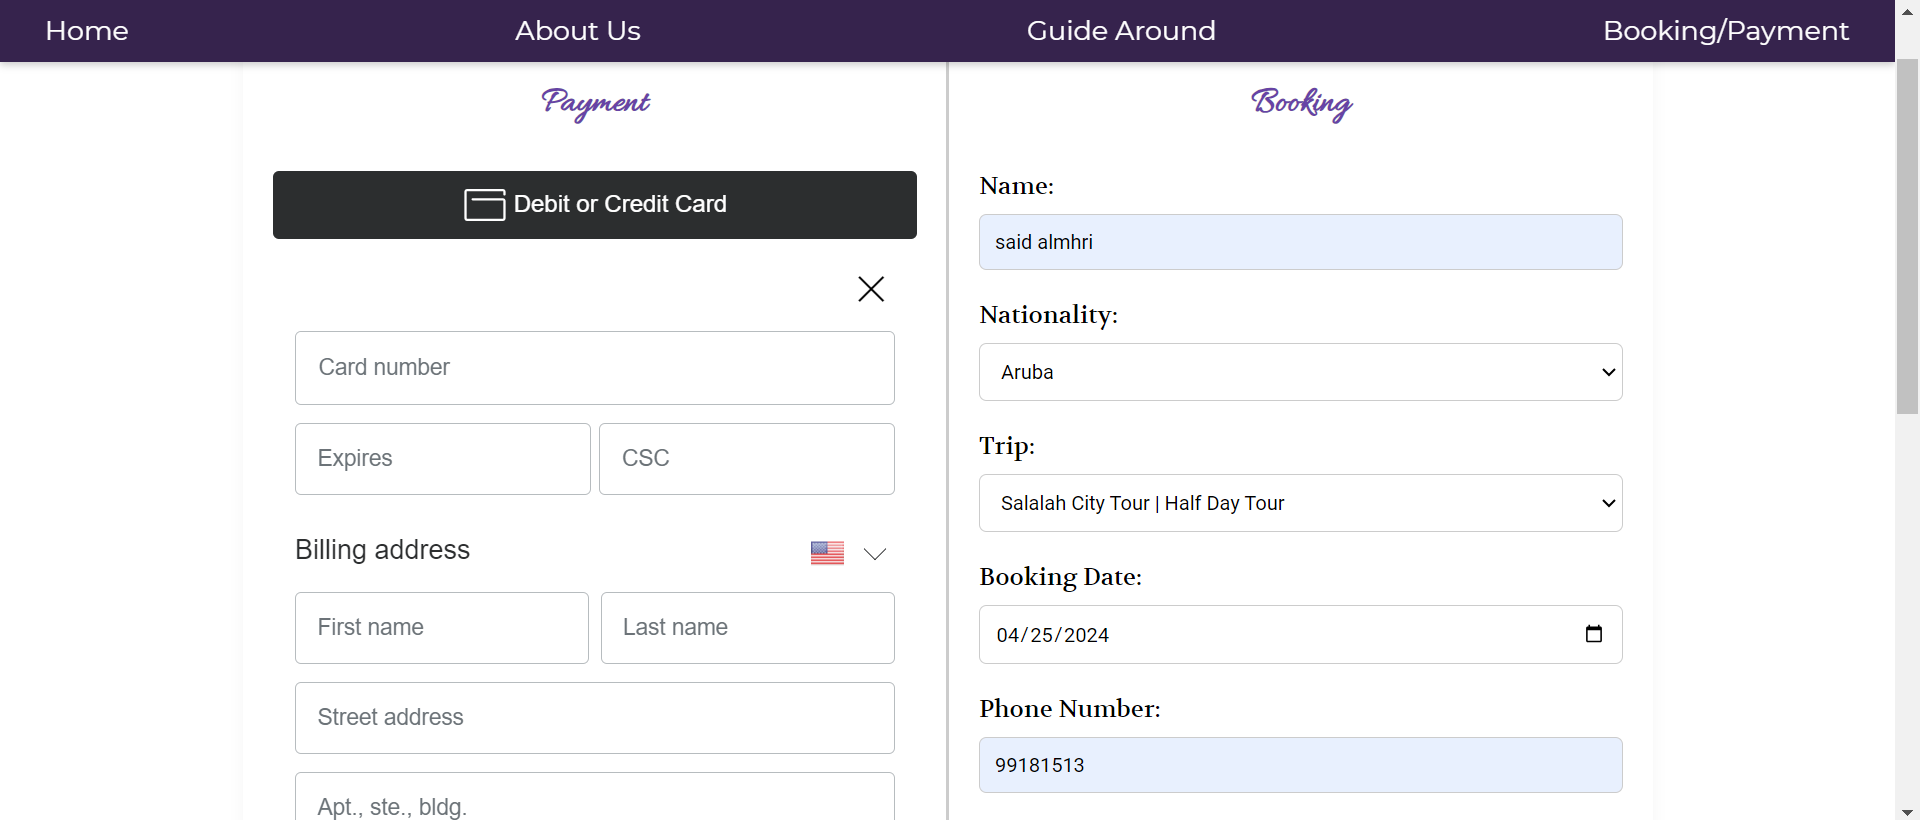 Home About Us Guide Around Booking/Payment
Payment
Debit or Credit Card
Card number
Expires CSC
Billing address
First name Last name
Street address
Apt., ste., bldg.
Booking
Name:
said almhri
Nationality:
Aruba
Trip:
Salalah City Tour | Half Day Tour
Booking Date:
04/25/2024
Phone Number:
99181513